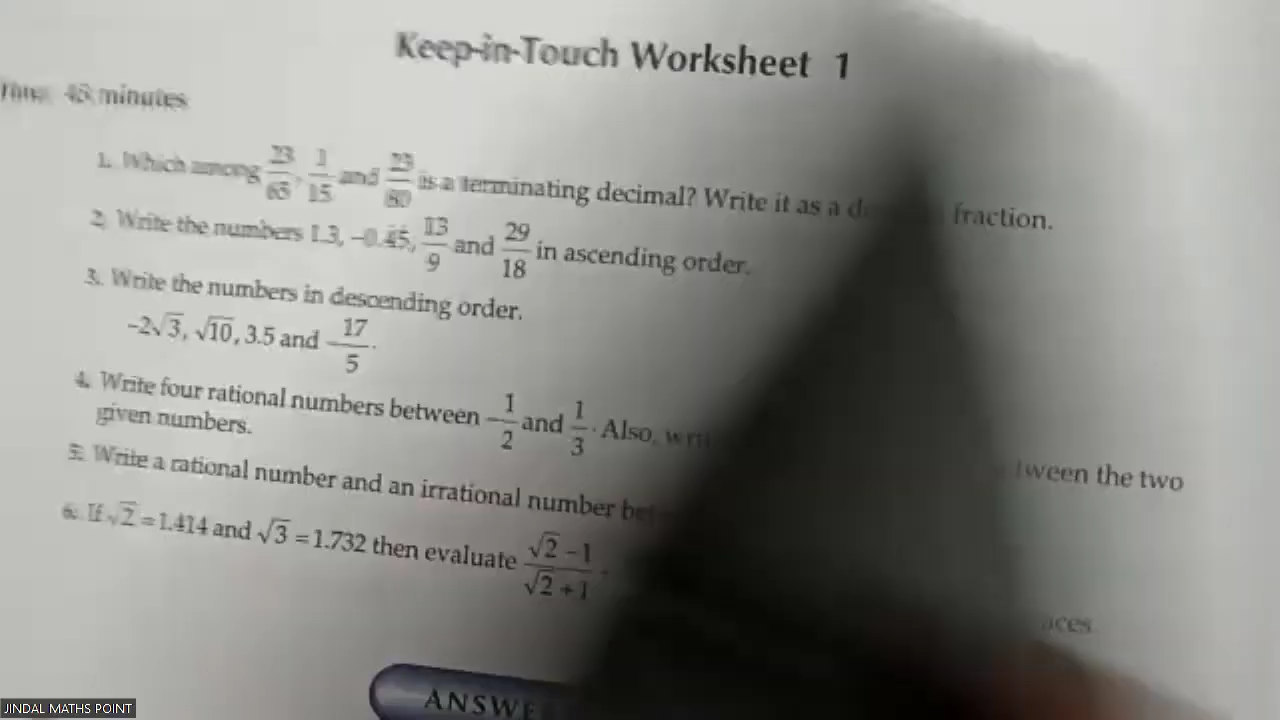 Keep-in-Touch Worksheet 1
minutes
1. Which among 23/65, 1/15 and 23/80 is a terminating decimal? Write it as a fraction.
2. Write the numbers 1.3, –0.45, 13/9 and 29/18 in ascending order.
3. Write the numbers in descending order.
–2√3, √10, 3.5 and 17/5.
4. Write four rational numbers between –1/2 and 1/3. Also, between the two
given numbers.
5. Write a rational number and an irrational number
6. If √2 = 1.414 and √3 = 1.732 then evaluate (√2 – 1)/(√2 + 1).
JINDAL MATHS POINT